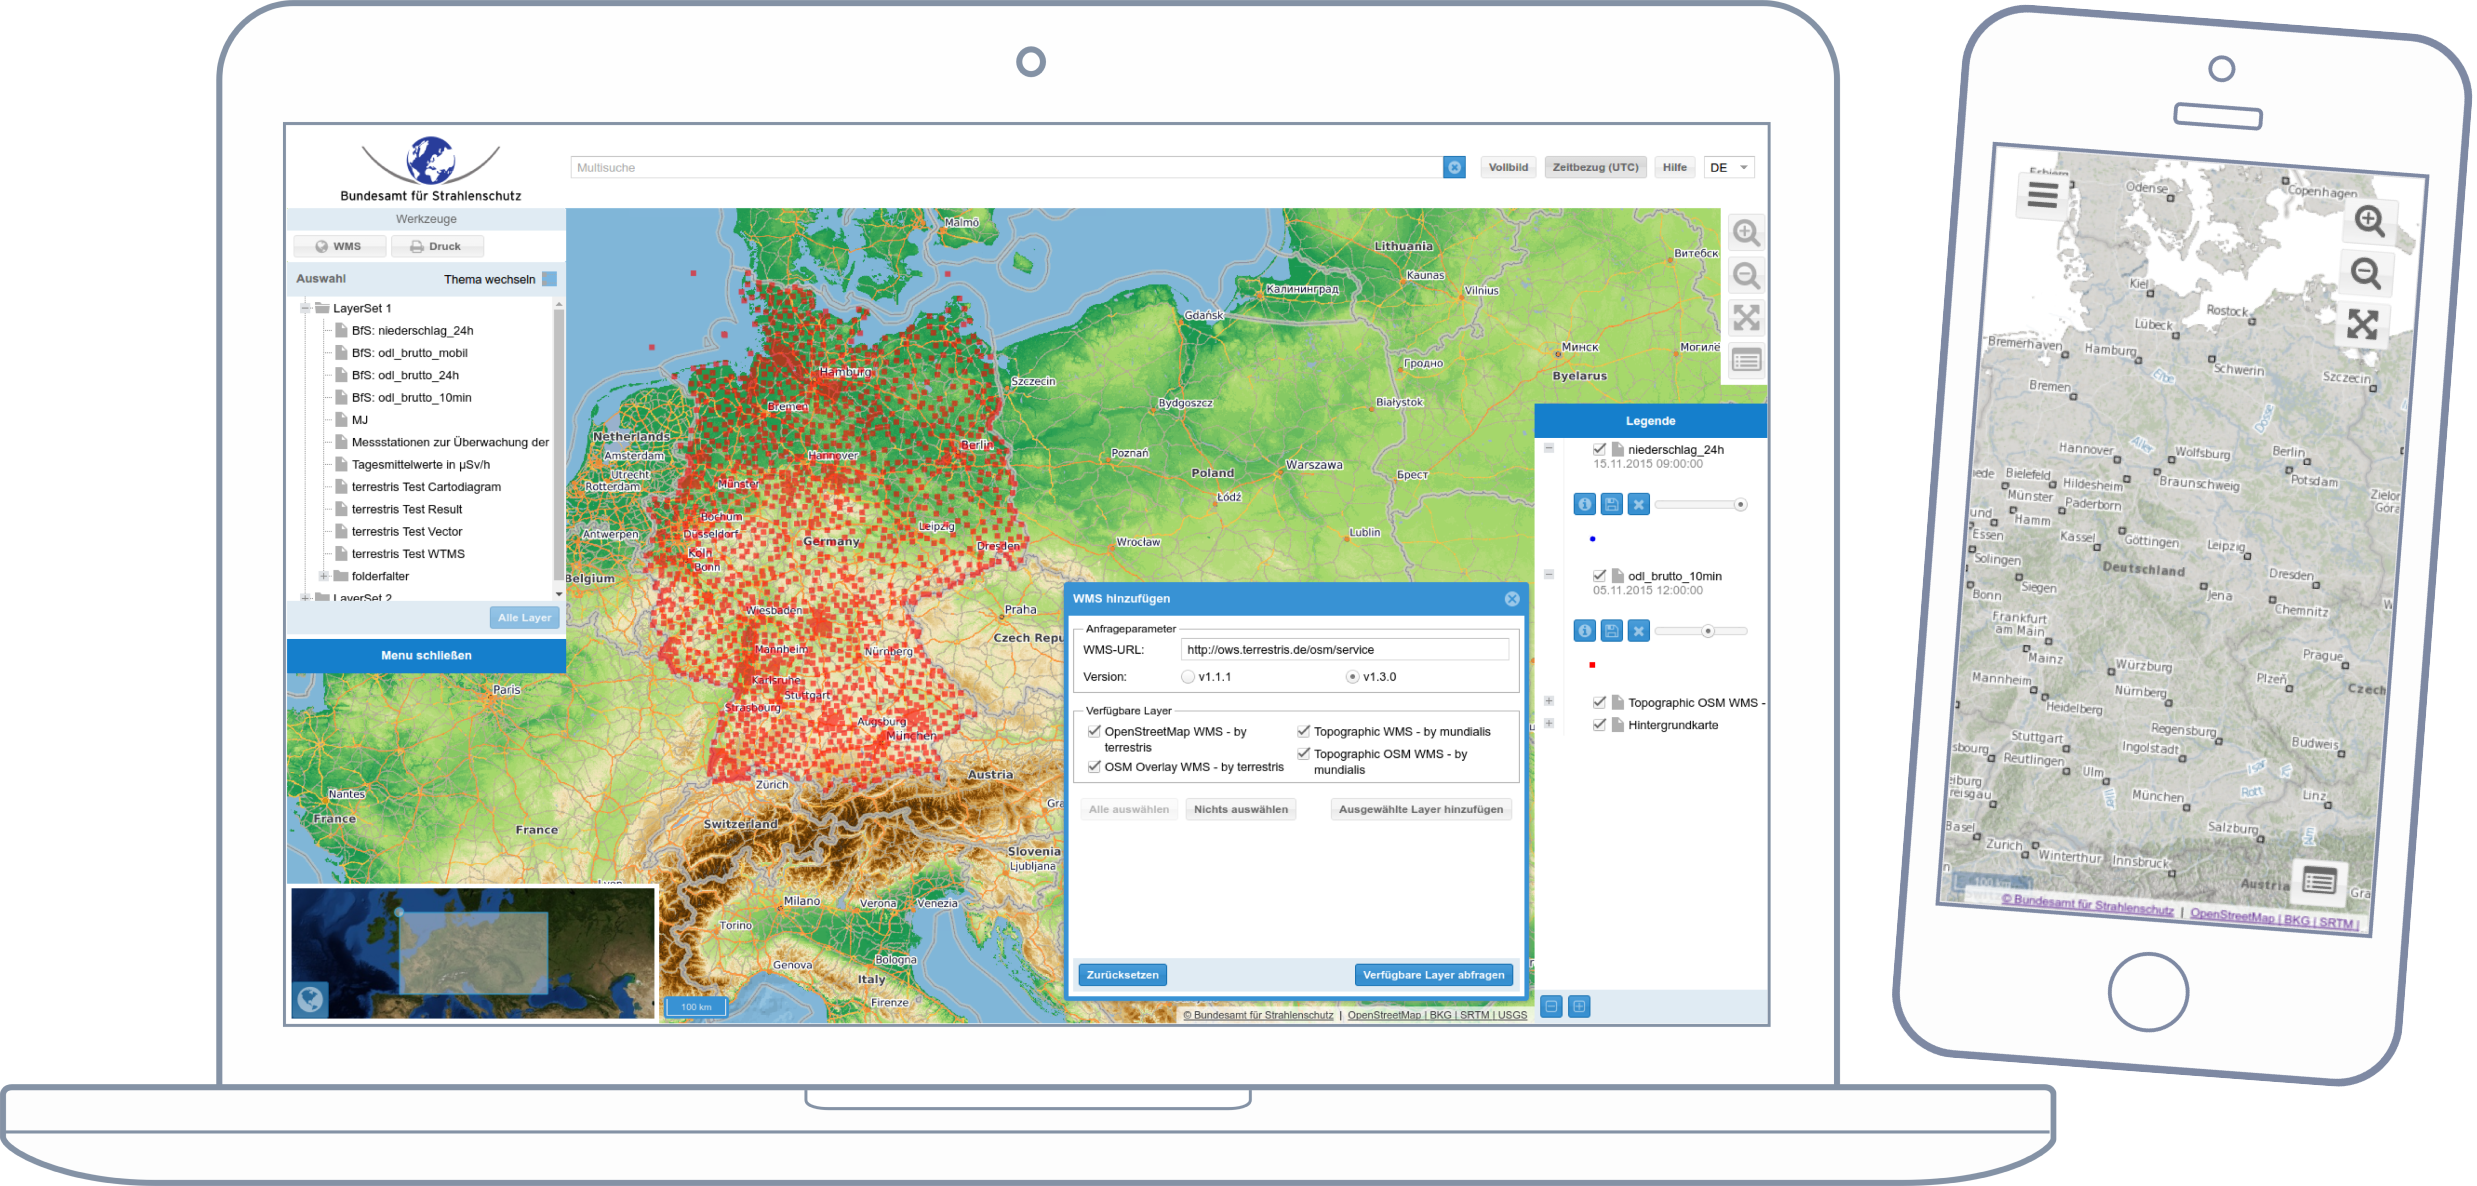 Bundesamt für Strahlenschutz
Multisuche
Vollbild
Zeitbezug (UTC)
Hilfe
DE
Werkzeuge
WMS
Druck
Auswahl
Thema wechseln
LayerSet 1
BfS: niederschlag_24h
BfS: odl_brutto_mobil
BfS: odl_brutto_24h
BfS: odl_brutto_10min
MJ
Messstationen zur Überwachung der
Tagesmittelwerte in µSv/h
terrestris Test Cartodiagram
terrestris Test Result
terrestris Test Vector
terrestris Test WTMS
folderfalter
LayerSet 2
Alle Layer
Menu schließen
Malmö
Lithuania
Витебск
Kaunas
Калининград
Vilnius
Gdańsk
Минск
Могилё
Гродно
Byelarus
Hamburg
Szczecin
Bremen
Bydgoszcz
Białystok
Netherlands
Berlin
Amsterdam
Hannover
Poznań
Warszawa
Utrecht
Poland
Брест
Rotterdam
Münster
Łódź
Bochum
Leipzig
Antwerpen
Düsseldorf
Germany
Lublin
Köln
Dresden
Wrocław
Bonn
Belgium
Wiesbaden
Praha
Czech Repu
Mannheim
Nürnberg
Karlsruhe
Paris
Stuttgart
Strasbourg
Augsburg
München
Austria
Zürich
Nantes
France
Switzerland
France
Gra
Slovenia
Ljubljana
Milano
Verona
Venezia
Torino
Bologna
Genova
Italy
Firenze
100 km
WMS hinzufügen
Anfrageparameter
WMS-URL:
http://ows.terrestris.de/osm/service
Version:
v1.1.1
v1.3.0
Verfügbare Layer
OpenStreetMap WMS - by
terrestris
OSM Overlay WMS - by terrestris
Topographic WMS - by mundialis
Topographic OSM WMS - by
mundialis
Alle auswählen
Nichts auswählen
Ausgewählte Layer hinzufügen
Zurücksetzen
Verfügbare Layer abfragen
© Bundesamt für Strahlenschutz | OpenStreetMap | BKG | SRTM | USGS
Legende
niederschlag_24h
15.11.2015 09:00:00
odl_brutto_10min
05.11.2015 12:00:00
Topographic OSM WMS -
Hintergrundkarte
Esbjerg
Odense
Copenhagen
Kiel
Rostock
Lübeck
Bremerhaven
Hamburg
Schwerin
Szczecin
Elbe
Bremen
Dosse
Hannover
Aller
Wolfsburg
Berlin
Bielefeld
Hildesheim
Braunschweig
Potsdam
Münster
Paderborn
Zielon
Góra
Hamm
Essen
Kassel
Göttingen
Leipzig
Solingen
Deutschland
Dresden
Siegen
Bonn
Jena
Chemnitz
Frankfurt
am Main
Mainz
Würzburg
Prague
Mannheim
Nürnberg
Plzeň
Czech
Heidelberg
Regensburg
Stuttgart
Ingolstadt
Budweis
Reutlingen
Ulm
Isar
München
Rott
Linz
Basel
Salzburg
Inn
Zurich
Winterthur
Innsbruck
Austria
Gra
100 km
© Bundesamt für Strahlenschutz | OpenStreetMap | BKG | SRTM |